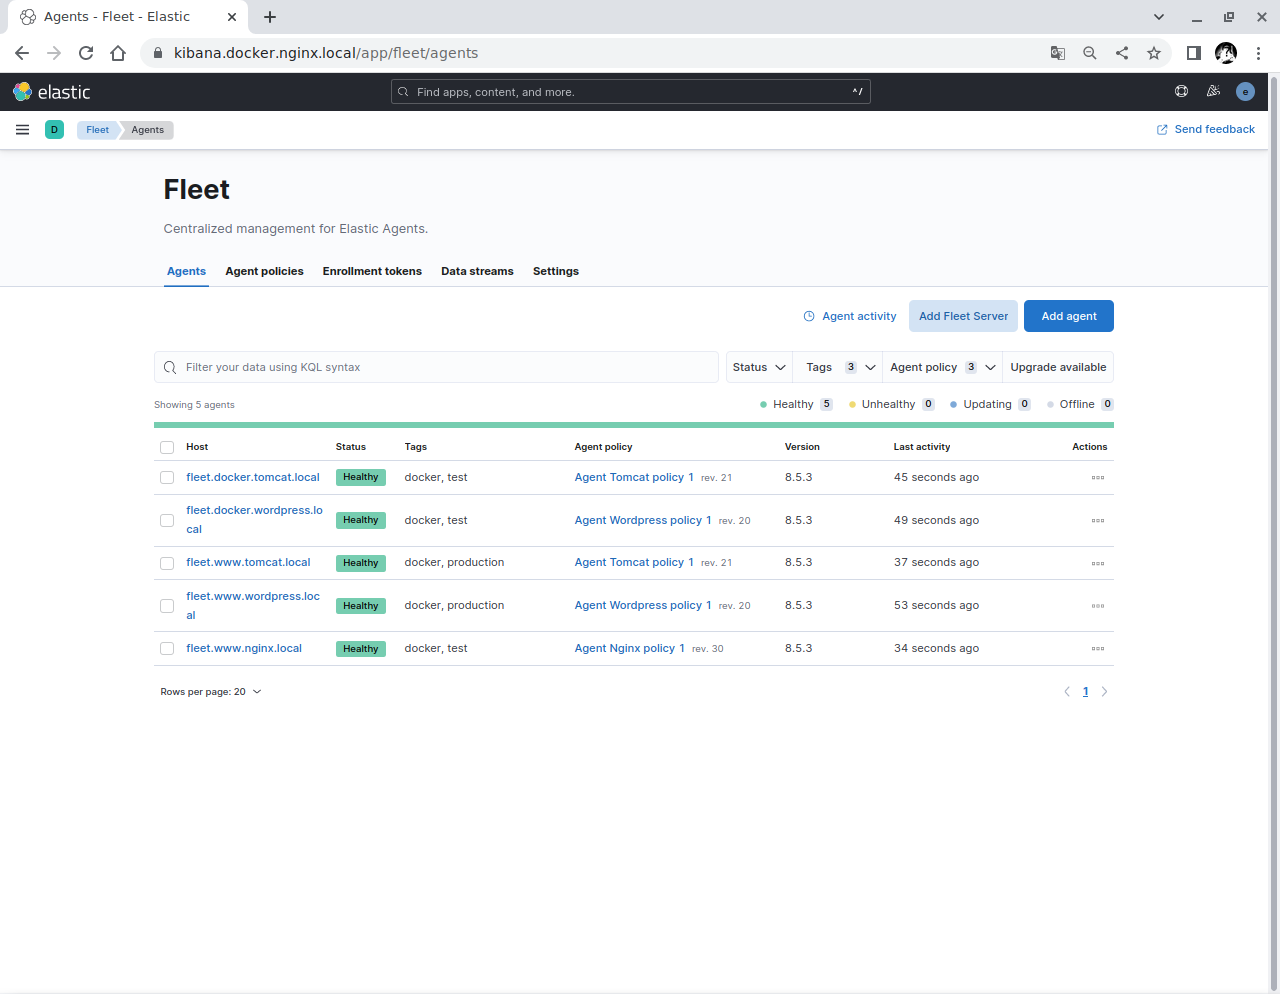 Agents - Fleet - Elastic
kibana.docker.nginx.local/app/fleet/agents
elastic
Find apps, content, and more. ^/
e
D Fleet Agents Send feedback
Fleet
Centralized management for Elastic Agents.
Agents Agent policies Enrollment tokens Data streams Settings
Agent activity Add Fleet Server Add agent
Filter your data using KQL syntax Status Tags 3 Agent policy 3 Upgrade available
Showing 5 agents Healthy 5 Unhealthy 0 Updating 0 Offline 0
Host Status Tags Agent policy Version Last activity Actions
fleet.docker.tomcat.local Healthy docker, test Agent Tomcat policy 1 rev. 21 8.5.3 45 seconds ago
fleet.docker.wordpress.lo
cal Healthy docker, test Agent Wordpress policy 1 rev. 20 8.5.3 49 seconds ago
fleet.www.tomcat.local Healthy docker, production Agent Tomcat policy 1 rev. 21 8.5.3 37 seconds ago
fleet.www.wordpress.loc
al Healthy docker, production Agent Wordpress policy 1 rev. 20 8.5.3 53 seconds ago
fleet.www.nginx.local Healthy docker, test Agent Nginx policy 1 rev. 30 8.5.3 34 seconds ago
Rows per page: 20 1